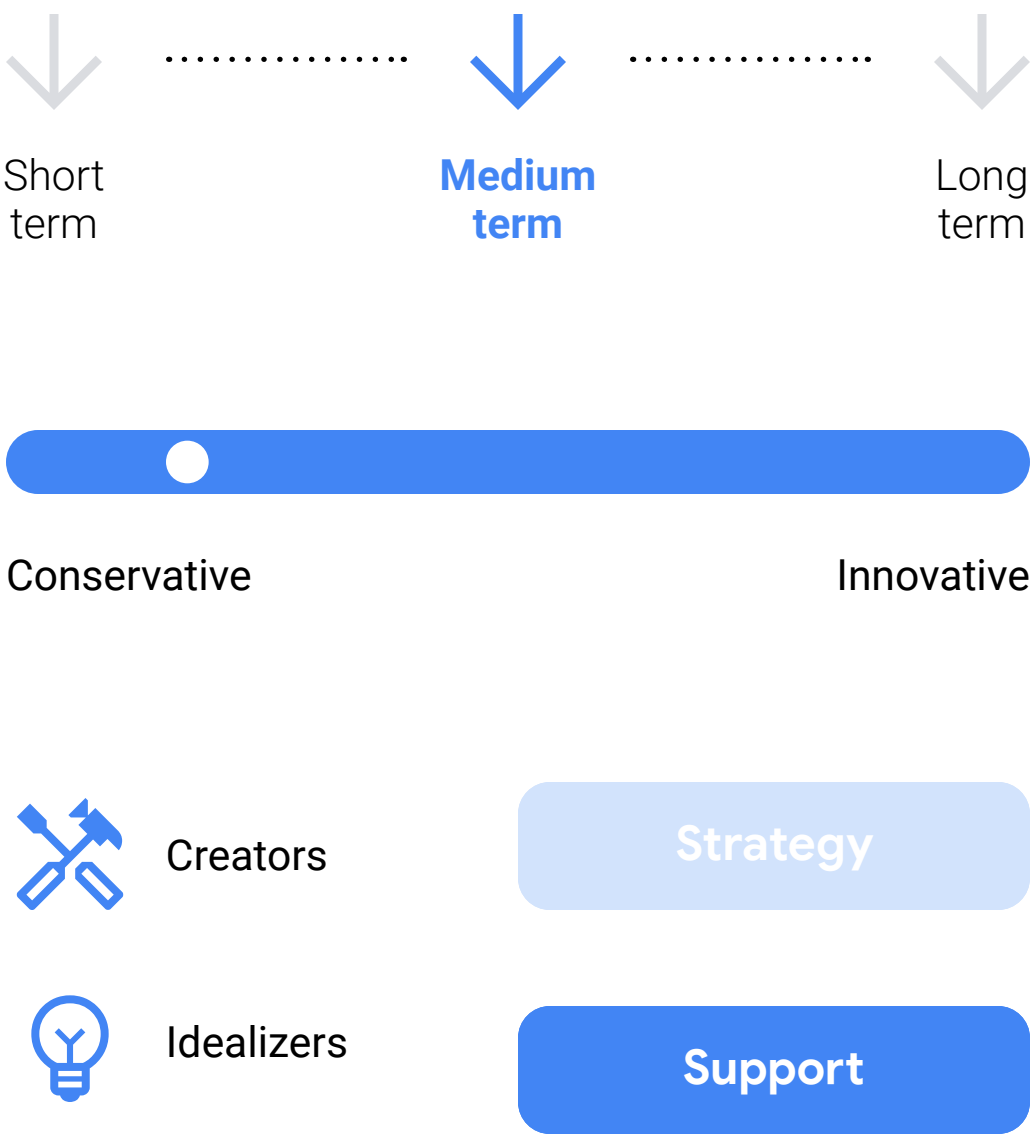 Short
term
Medium
term
Long
term
Conservative
Innovative
Creators
Strategy
Idealizers
Support